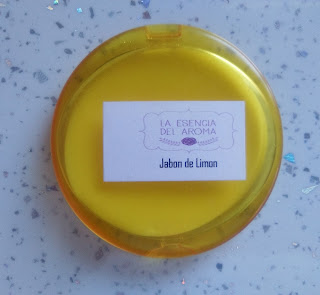 LA ESENCIA
DEL AROMA
Jabon de Limon